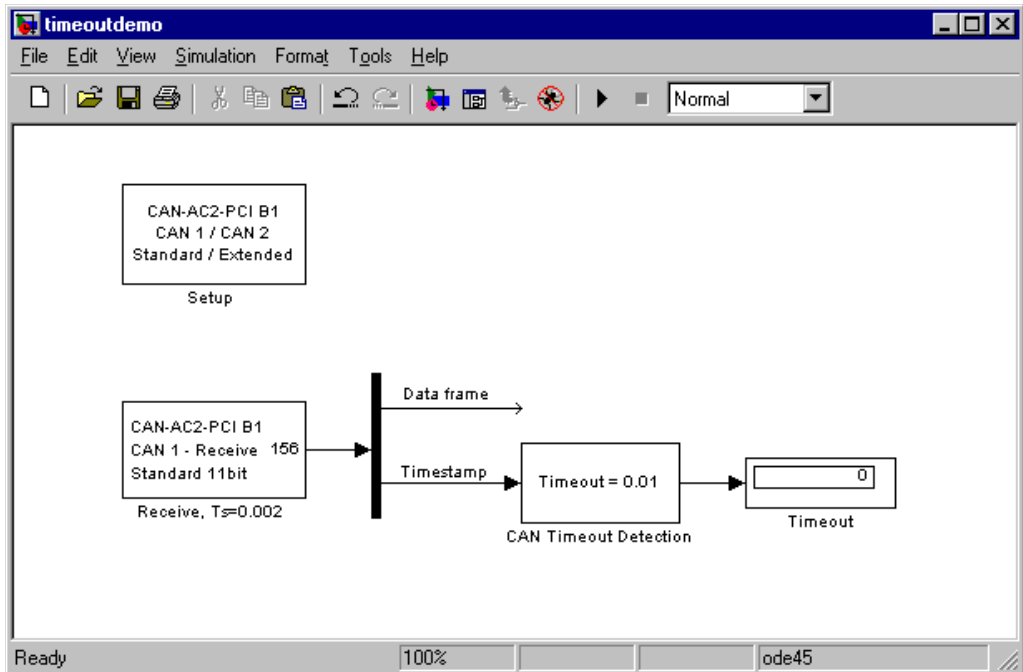 timeoutdemo
File Edit View Simulation Format Tools Help
Normal
CAN-AC2-PCI B1
CAN 1 / CAN 2
Standard / Extended
Setup
Data frame
CAN-AC2-PCI B1
CAN 1 - Receive 156
Standard 11bit
Receive, Ts=0.002
Timestamp
Timeout = 0.01
CAN Timeout Detection
0
Timeout
Ready 100% ode45